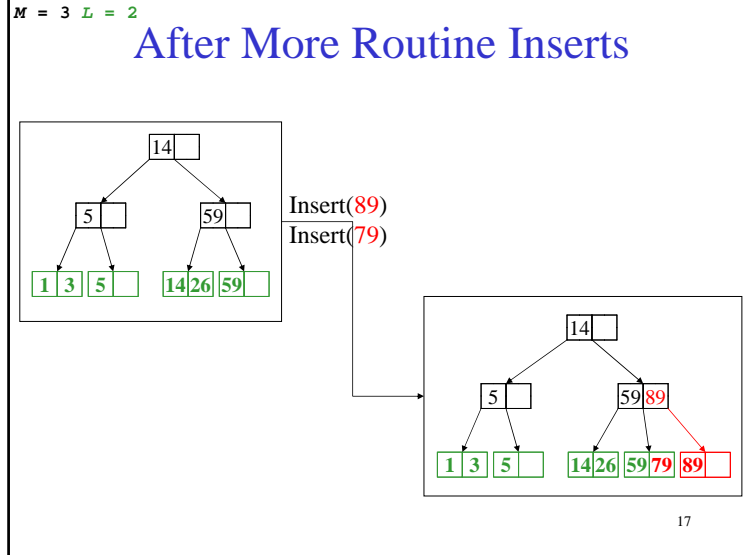 M = 3 L = 2
After More Routine Inserts
14
5 59
1 3 5 14 26 59
Insert(89)
Insert(79)
14
5 59 89
1 3 5 14 26 59 79 89
17